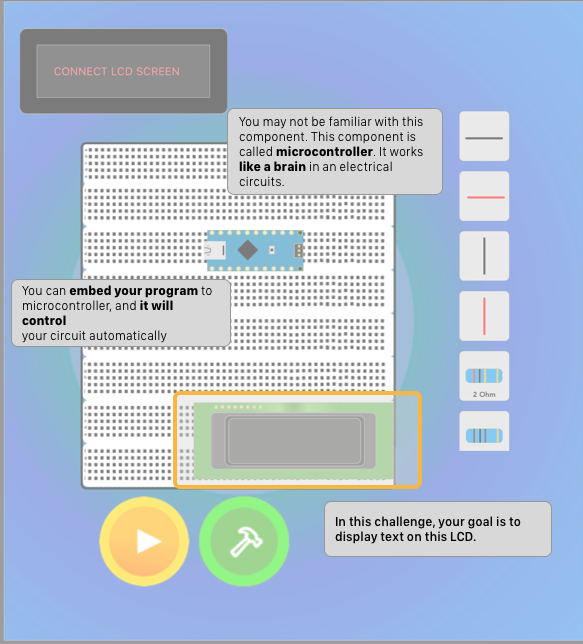 CONNECT LCD SCREEN
You may not be familiar with this
component. This component is
called microcontroller. It works
like a brain in an electrical
circuits.
You can embed your program to
microcontroller, and it will
control
your circuit automatically
2 Ohm
In this challenge, your goal is to
display text on this LCD.